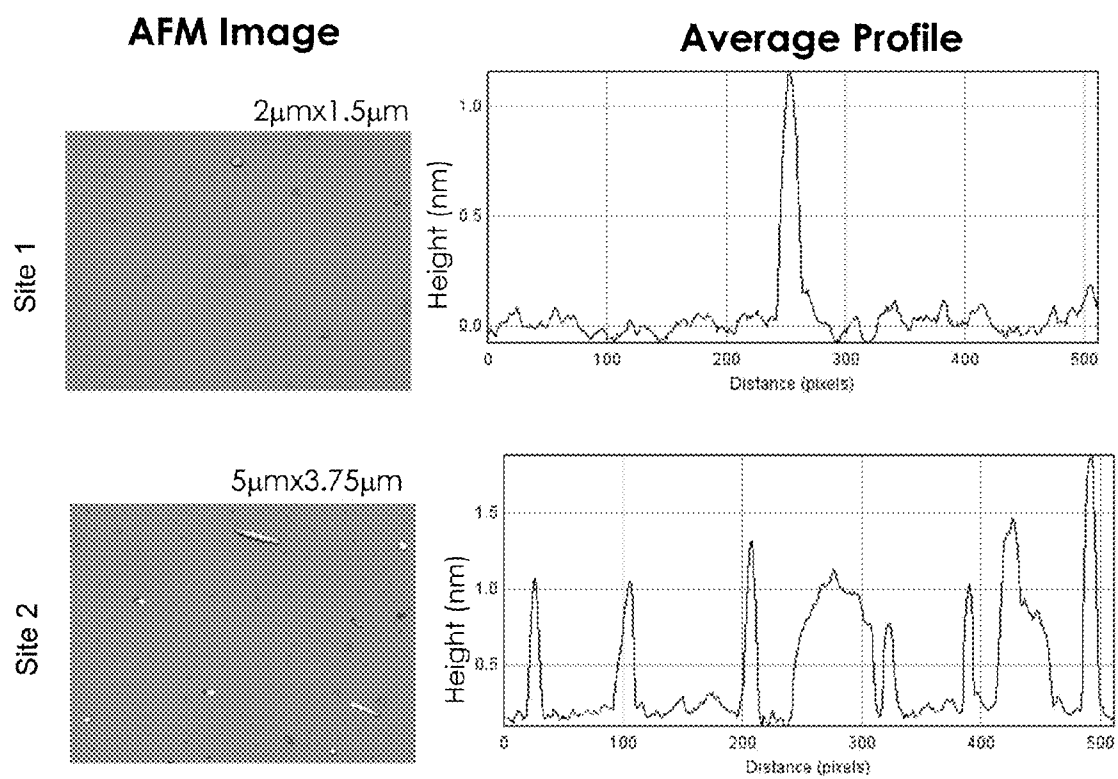 AFM Image
Average Profile
2μmx1.5μm
Site 1
Height (nm)
1.0
0.5
0.0
0 100 200 300 400 500
Distance (pixels)
5μmx3.75μm
Site 2
Height (nm)
1.5
1.0
0.5
0 100 200 300 400 500
Distance (pixels)